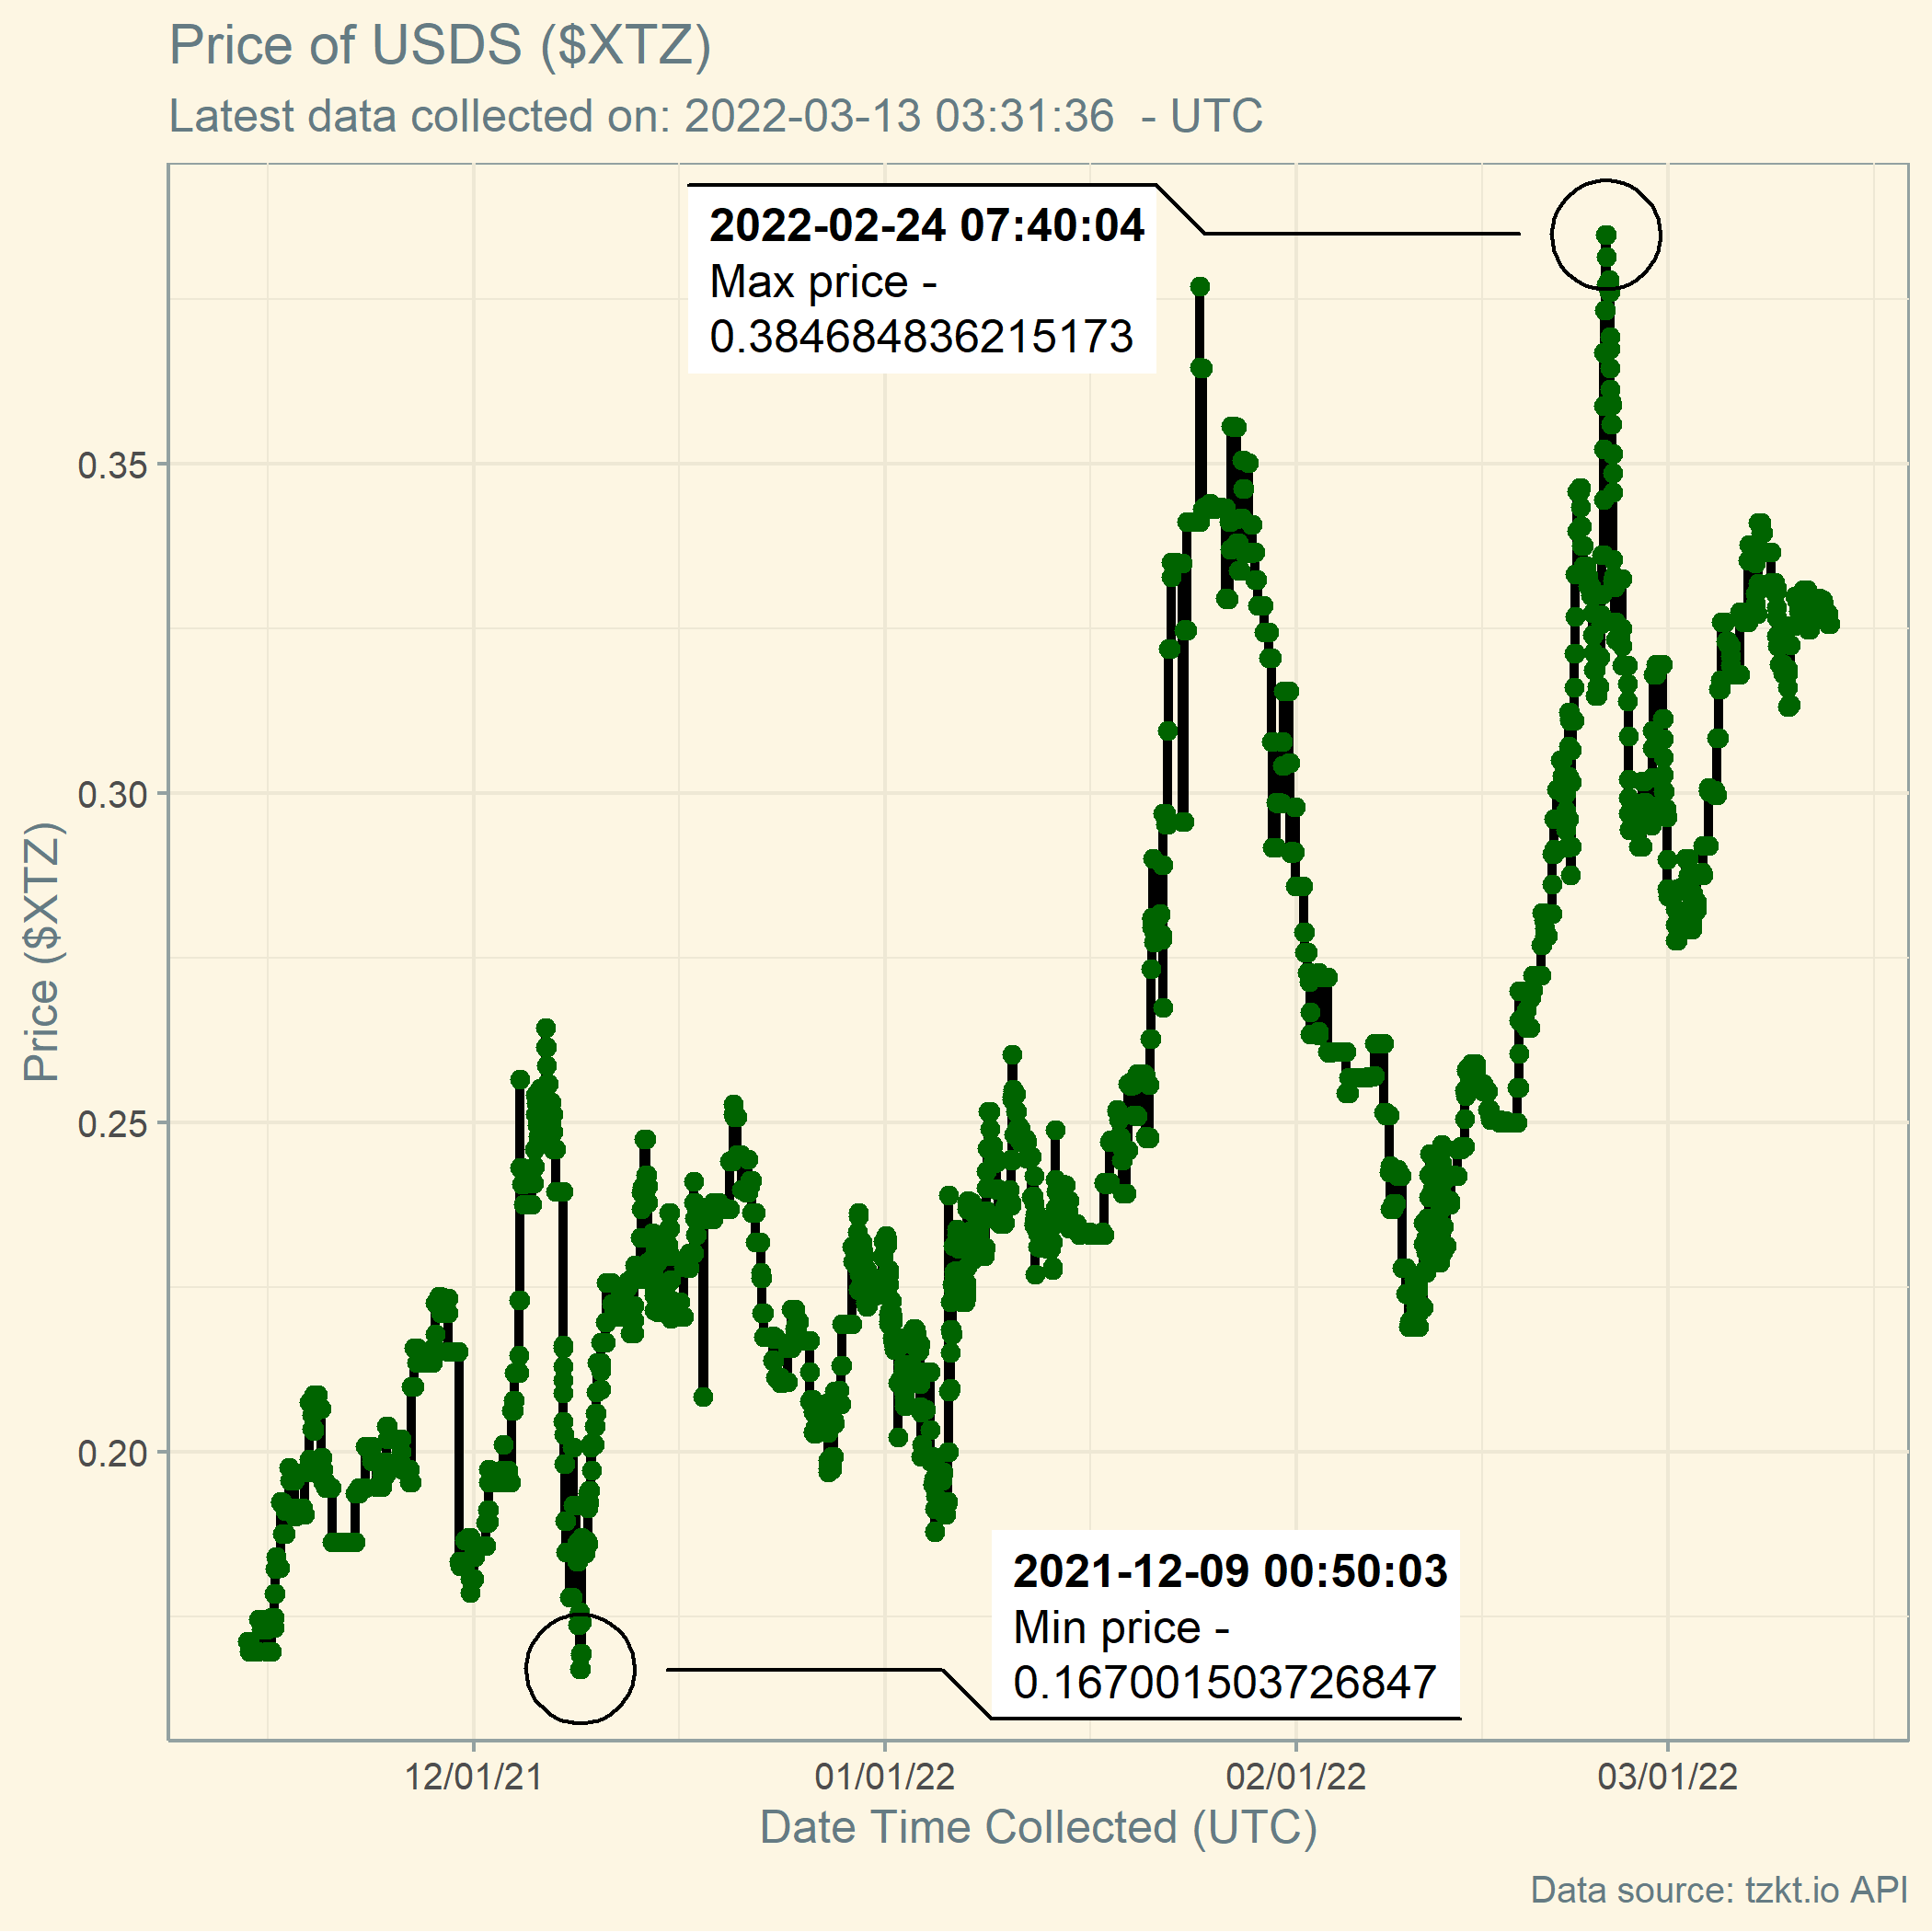 Price of USDS ($XTZ)
Latest data collected on: 2022-03-13 03:31:36  - UTC
2022-02-24 07:40:04
Max price -
0.384684836215173
0.35
0.30
0.25
0.20
Price ($XTZ)
2021-12-09 00:50:03
Min price -
0.167001503726847
12/01/21
01/01/22
02/01/22
03/01/22
Date Time Collected (UTC)
Data source: tzkt.io API